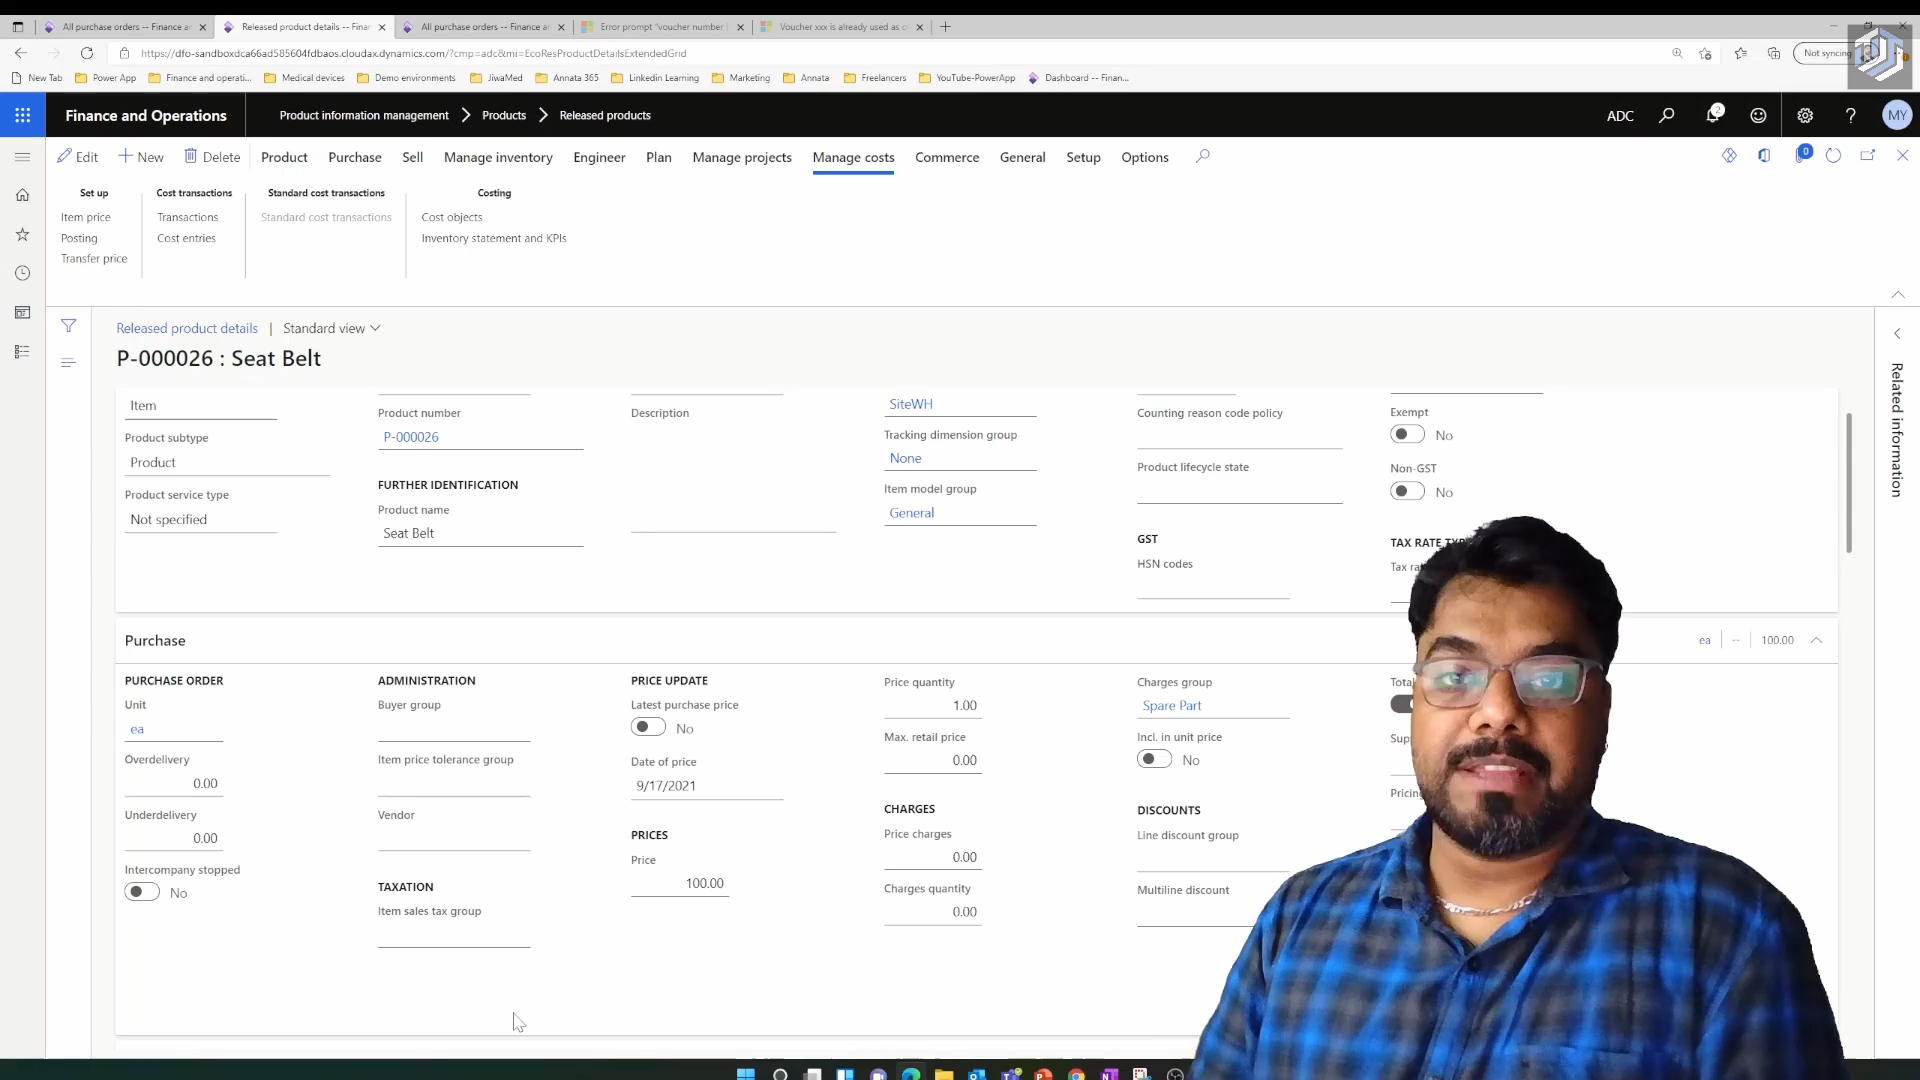 All purchase orders -- Finance a
Released product details -- Finar
All purchase orders -- Finance a
Error prompt "voucher number
Voucher xxx is already used as o
https://dfo-sandboxdca66ad585604fdbaos.cloudax.dynamics.com/?cmp=adc&mi=EcoResProductDetailsExtendedGrid
Not syncing
New Tab
Power App
Finance and operati...
Medical devices
Demo environments
JiwaMed
Annata 365
Linkedin Learning
Marketing
Annata
Freelancers
YouTube-PowerApp
Dashboard -- Finan...
Finance and Operations
Product information management
Products
Released products
ADC
2
MY
Edit
New
Delete
Product
Purchase
Sell
Manage inventory
Engineer
Plan
Manage projects
Manage costs
Commerce
General
Setup
Options
0
Set up
Item price
Posting
Transfer price
Cost transactions
Transactions
Cost entries
Standard cost transactions
Standard cost transactions
Costing
Cost objects
Inventory statement and KPIs
Released product details | Standard view
P-000026 : Seat Belt
Related information
Item
Product subtype
Product
Product service type
Not specified
Product number
P-000026
FURTHER IDENTIFICATION
Product name
Seat Belt
Description
SiteWH
Tracking dimension group
None
Item model group
General
Counting reason code policy
Product lifecycle state
GST
HSN codes
Exempt
No
Non-GST
No
TAX RATE TYP
Tax ra
Purchase
ea
--
100.00
PURCHASE ORDER
Unit
ea
Overdelivery
0.00
Underdelivery
0.00
Intercompany stopped
No
ADMINISTRATION
Buyer group
Item price tolerance group
Vendor
TAXATION
Item sales tax group
PRICE UPDATE
Latest purchase price
No
Date of price
9/17/2021
PRICES
Price
100.00
Price quantity
1.00
Max. retail price
0.00
CHARGES
Price charges
0.00
Charges quantity
0.00
Charges group
Spare Part
Incl. in unit price
No
DISCOUNTS
Line discount group
Multiline discount
Total
Sup
Pricing